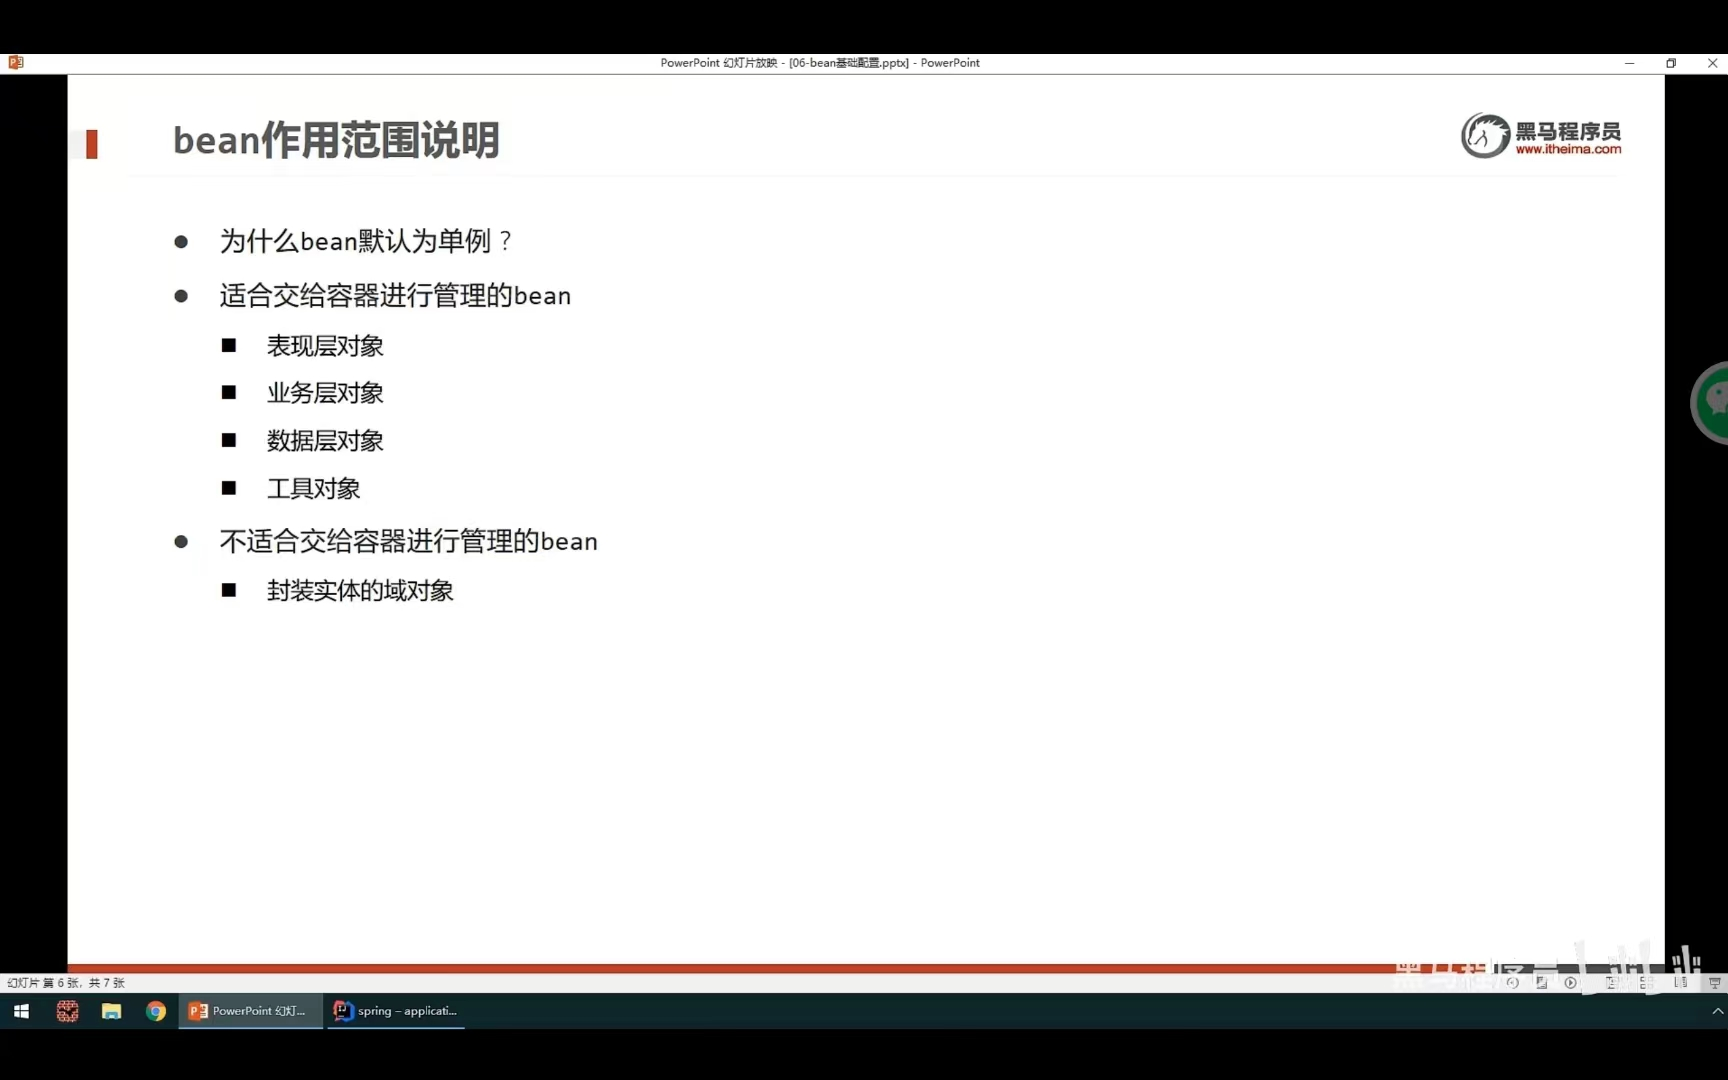 PowerPoint 幻灯片放映 - [06-bean基础配置.pptx] - PowerPoint
bean作用范围说明
黑马程序员
www.itheima.com
为什么bean默认为单例？
适合交给容器进行管理的bean
表现层对象
业务层对象
数据层对象
工具对象
不适合交给容器进行管理的bean
封装实体的域对象
黑马程序员
幻灯片 第 6 张，共 7 张
PowerPoint 幻灯...
spring – applicati...